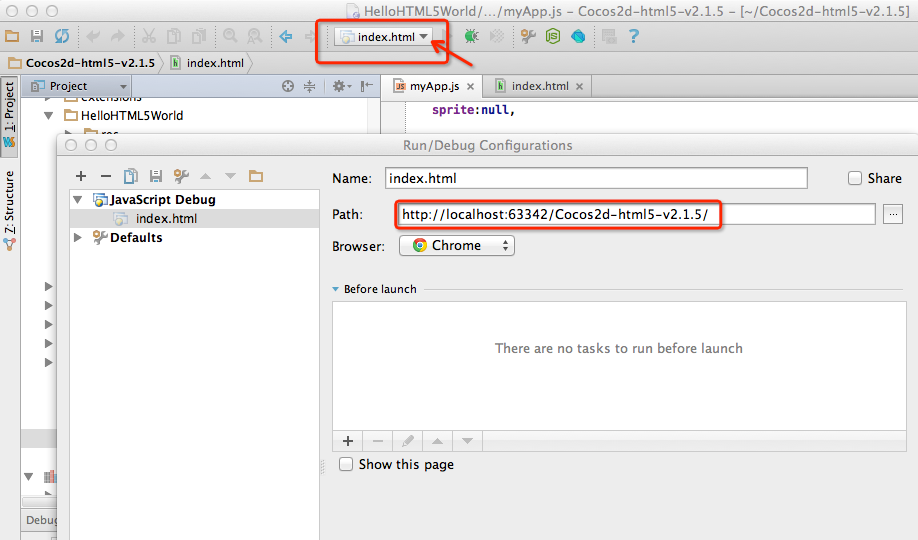 HelloHTML5World/.../myApp.js – Cocos2d-html5-v2.1.5 – [~/Cocos2d-html5-v2.1.5]
index.html
Cocos2d-html5-v2.1.5 index.html
1: Project
Project
myApp.js index.html
extensions
sprite:null,
HelloHTML5World
res
Run/Debug Configurations
Name: index.html Share
JavaScript Debug
index.html
Path: http://localhost:63342/Cocos2d-html5-v2.1.5/ ...
Defaults
Browser: Chrome
Z: Structure
Before launch
There are no tasks to run before launch
Show this page
Debug